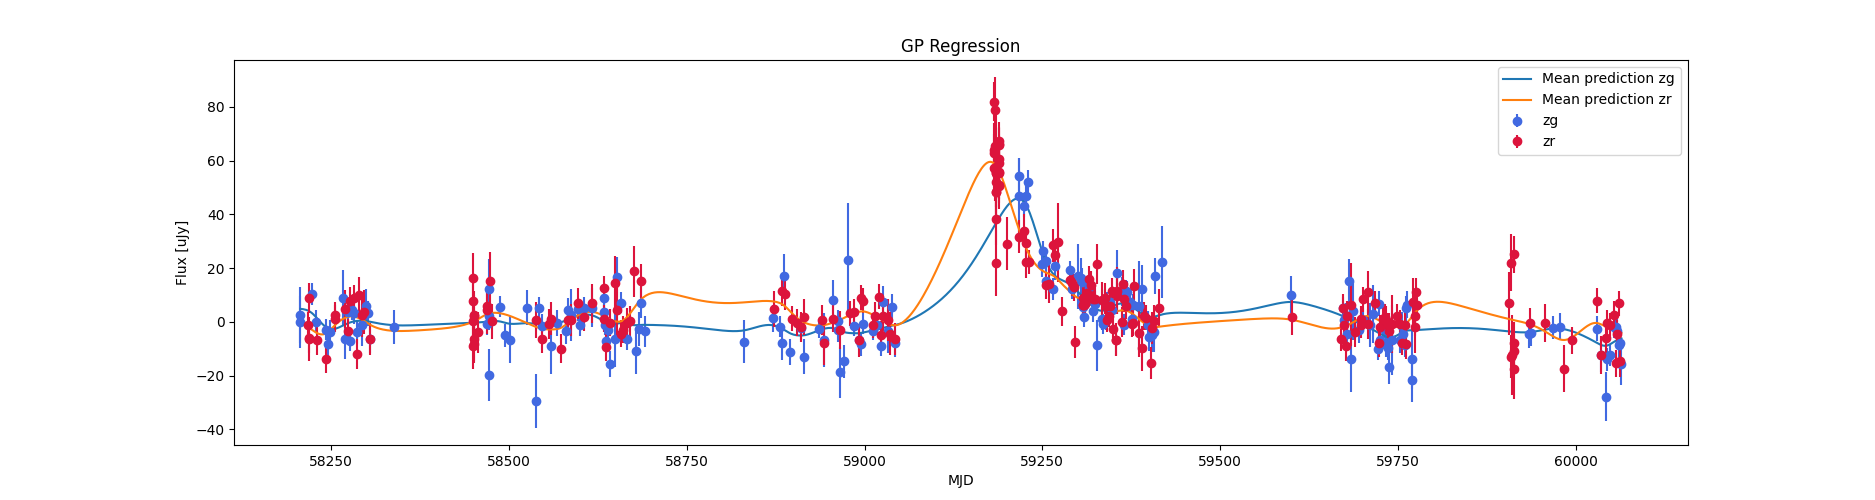 GP Regression
Mean prediction zg
Mean prediction zr
zg
zr
Flux [uJy]
80
60
40
20
0
−20
−40
58250 58500 58750 59000 59250 59500 59750 60000
MJD